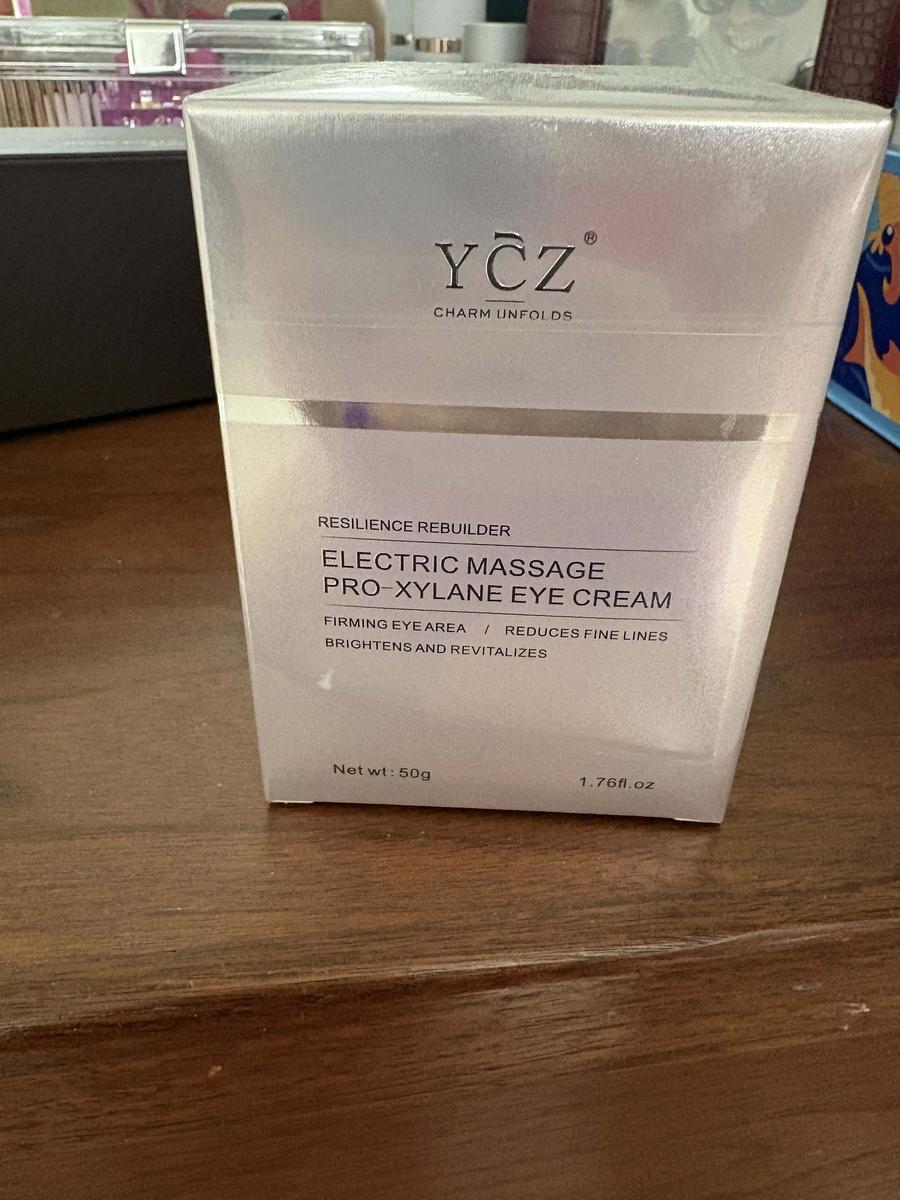 YCZ®
CHARM UNFOLDS
RESILIENCE REBUILDER
ELECTRIC MASSAGE
PRO-XYLANE EYE CREAM
FIRMING EYE AREA / REDUCES FINE LINES
BRIGHTENS AND REVITALIZES
Net wt: 50g 1.76fl.oz